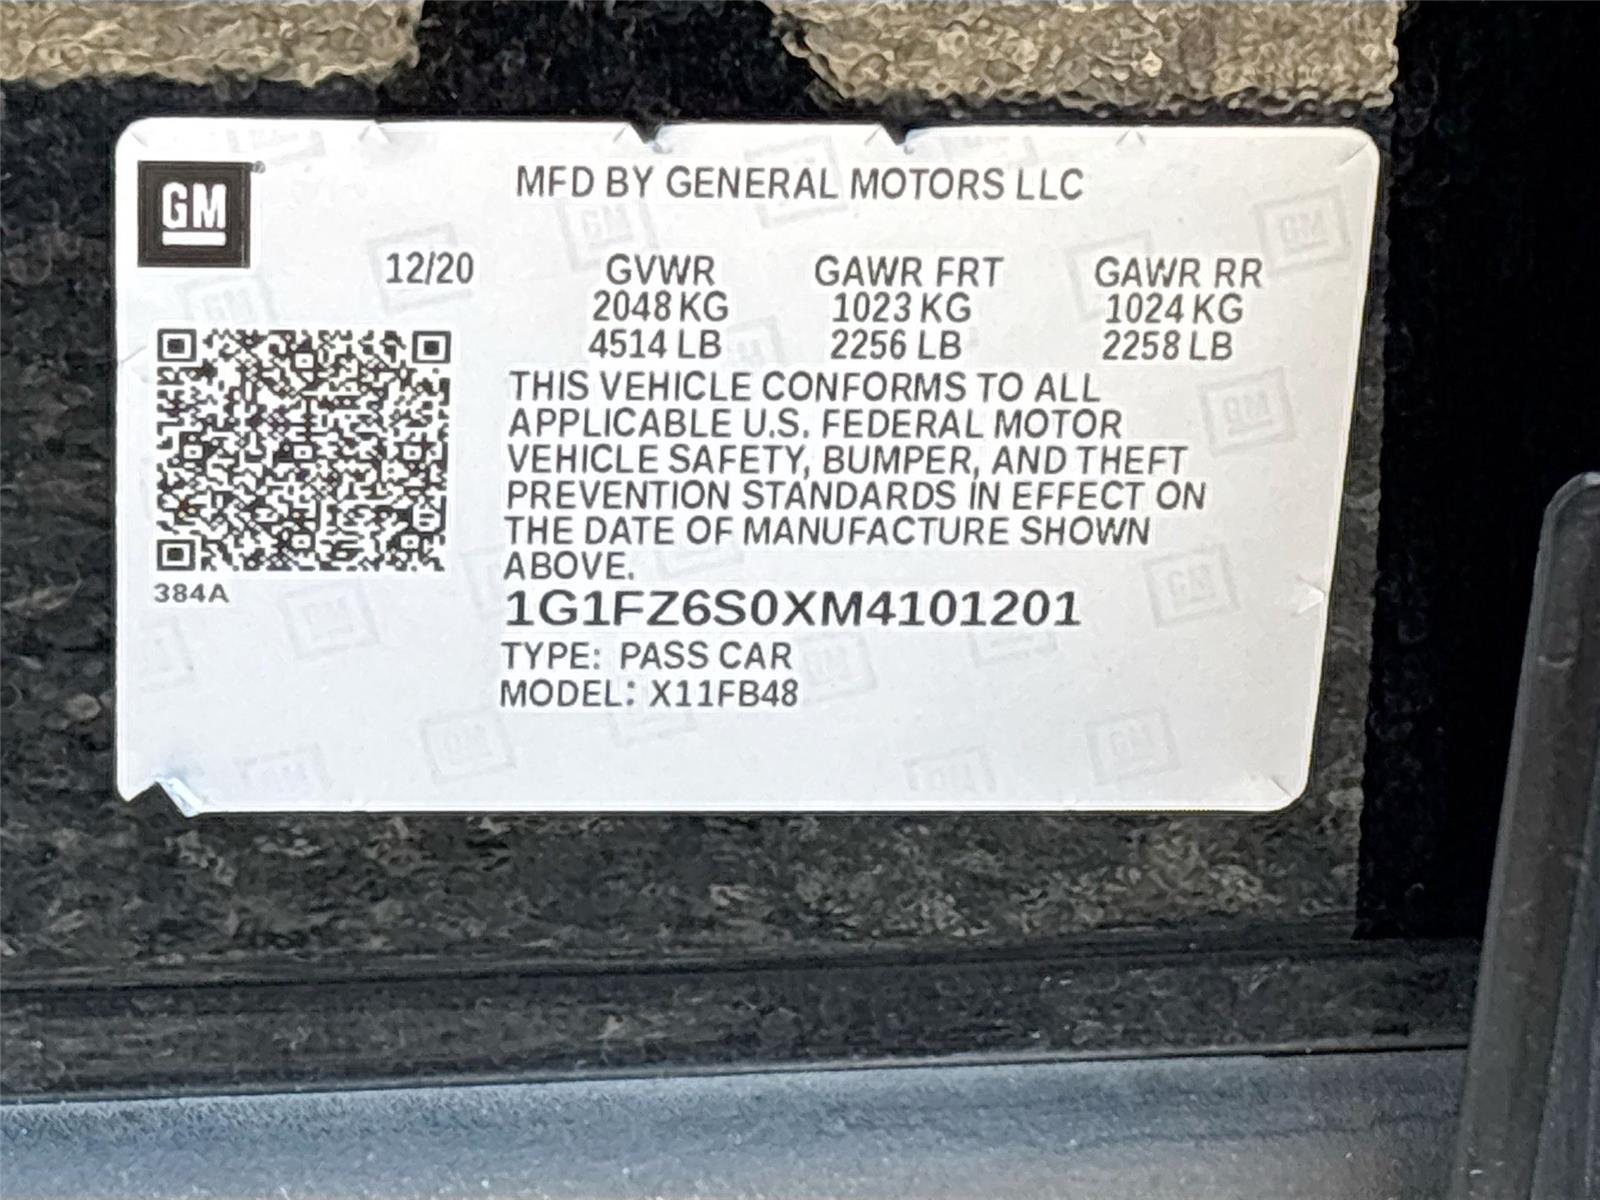 GM
MFD BY GENERAL MOTORS LLC
12/20 GVWR GAWR FRT GAWR RR
2048 KG 1023 KG 1024 KG
4514 LB 2256 LB 2258 LB
THIS VEHICLE CONFORMS TO ALL
APPLICABLE U.S. FEDERAL MOTOR
VEHICLE SAFETY, BUMPER, AND THEFT
PREVENTION STANDARDS IN EFFECT ON
THE DATE OF MANUFACTURE SHOWN
ABOVE.
384A
1G1FZ6S0XM4101201
TYPE: PASS CAR
MODEL: X11FB48